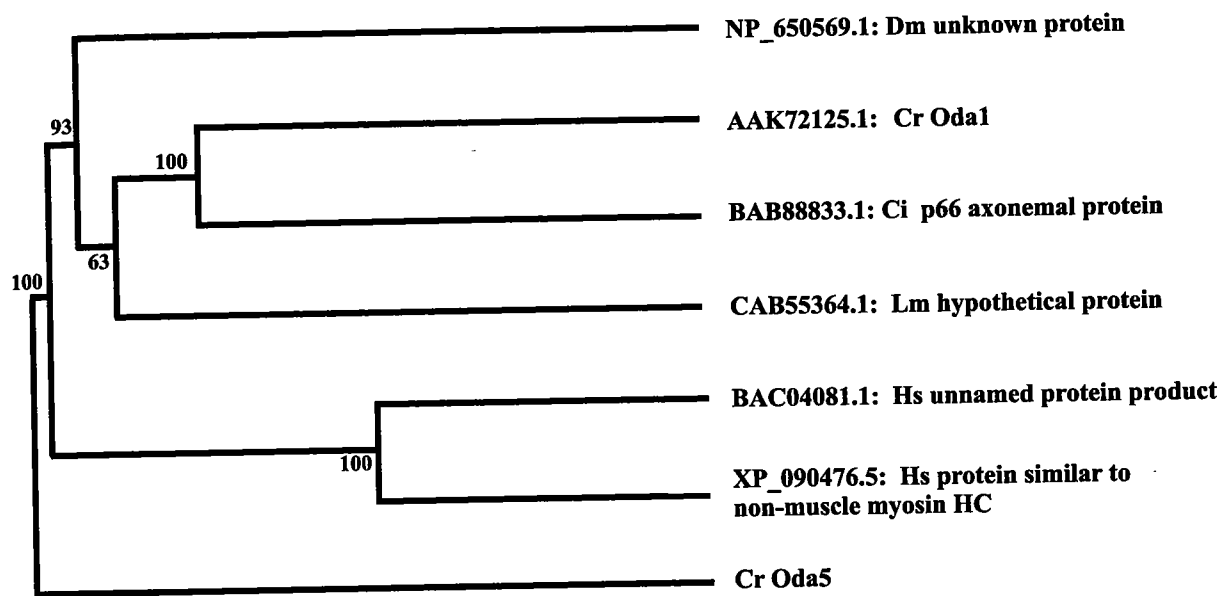 NP_650569.1: Dm unknown protein
93
AAK72125.1: Cr Oda1
100
BAB88833.1: Ci p66 axonemal protein
63
100
CAB55364.1: Lm hypothetical protein
BAC04081.1: Hs unnamed protein product
100
XP_090476.5: Hs protein similar to
non-muscle myosin HC
Cr Oda5